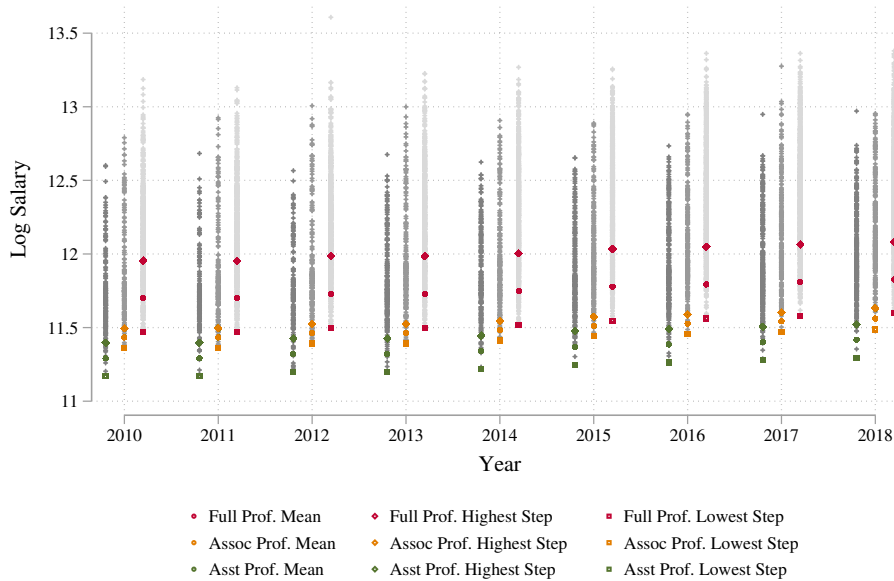 13.5
13
12.5
12
11.5
11
Log Salary
2010 2011 2012 2013 2014 2015 2016 2017 2018
Year
Full Prof. Mean Full Prof. Highest Step Full Prof. Lowest Step
Assoc Prof. Mean Assoc Prof. Highest Step Assoc Prof. Lowest Step
Asst Prof. Mean Asst Prof. Highest Step Asst Prof. Lowest Step